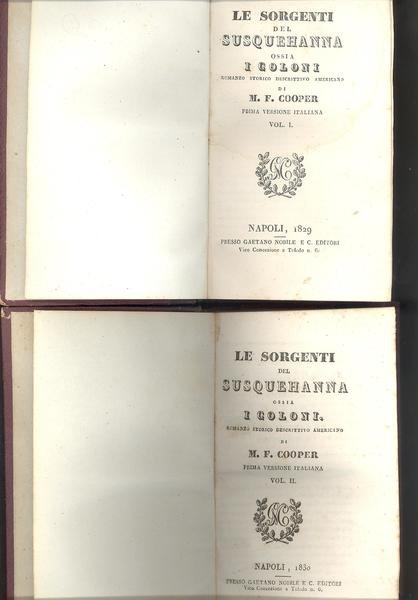 LE SORGENTI
DEL
SUSQUEHANNA
OSSIA
I COLONI
ROMANZO STORICO DESCRITTIVO AMERICANO
DI
M. F. COOPER
PRIMA VERSIONE ITALIANA
VOL. I.
NAPOLI, 1829
PRESSO GAETANO NOBILE E C. EDITORI
Vico Concezione a Toledo n. 6.
LE SORGENTI
DEL
SUSQUEHANNA
OSSIA
I COLONI.
ROMANZO STORICO DESCRITTIVO AMERICANO
DI
M. F. COOPER
PRIMA VERSIONE ITALIANA
VOL. II.
NAPOLI, 1830
PRESSO GAETANO NOBILE E C. EDITORI
Vico Concezione a Toledo n. 6.